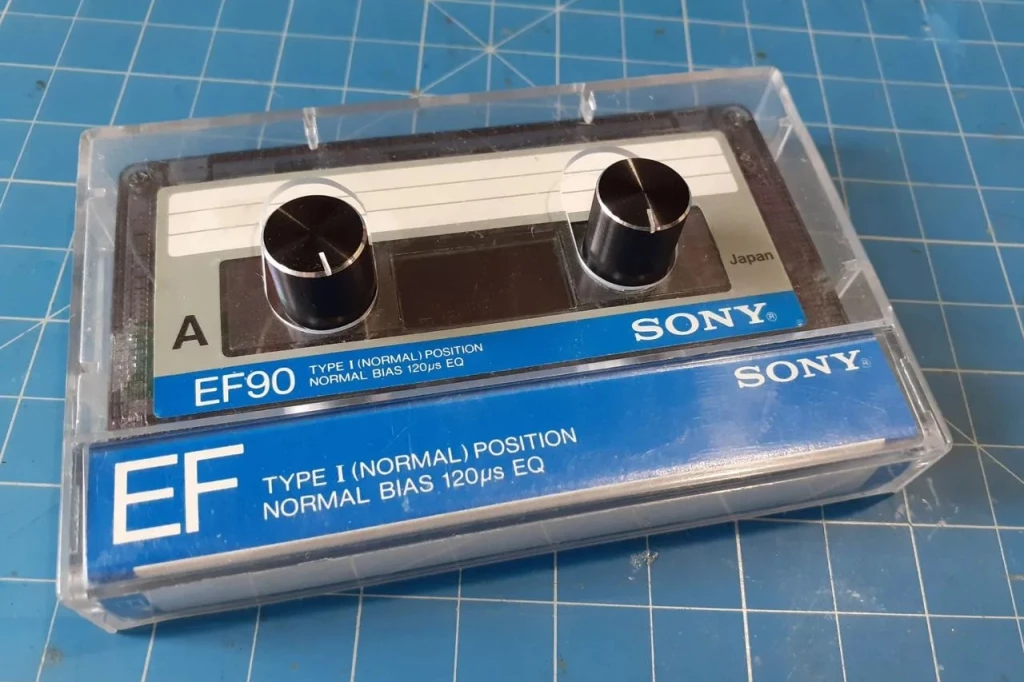 Japan
A
SONY®
EF90
TYPE I (NORMAL) POSITION
NORMAL BIAS 120µs EQ
SONY®
EF
TYPE I (NORMAL) POSITION
NORMAL BIAS 120µs EQ